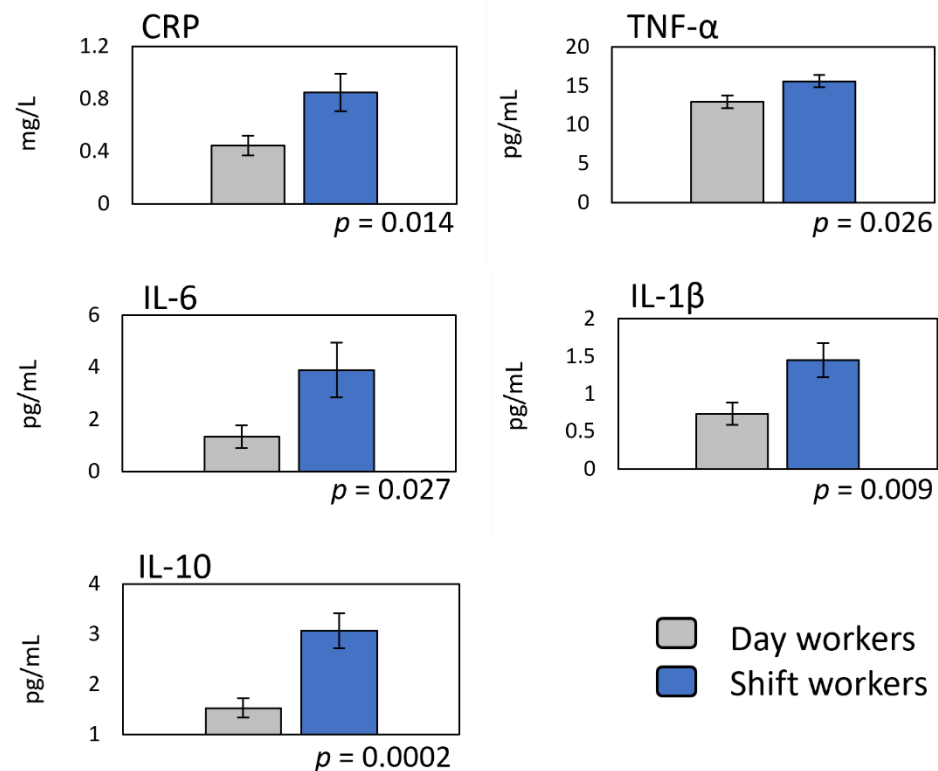 CRP
1.2
0.8
0.4
0
mg/L
p = 0.014
TNF-α
20
15
10
5
0
pg/mL
p = 0.026
IL-6
6
4
2
0
pg/mL
p = 0.027
IL-1β
2
1.5
1
0.5
0
pg/mL
p = 0.009
IL-10
4
3
2
1
pg/mL
p = 0.0002
Day workers
Shift workers